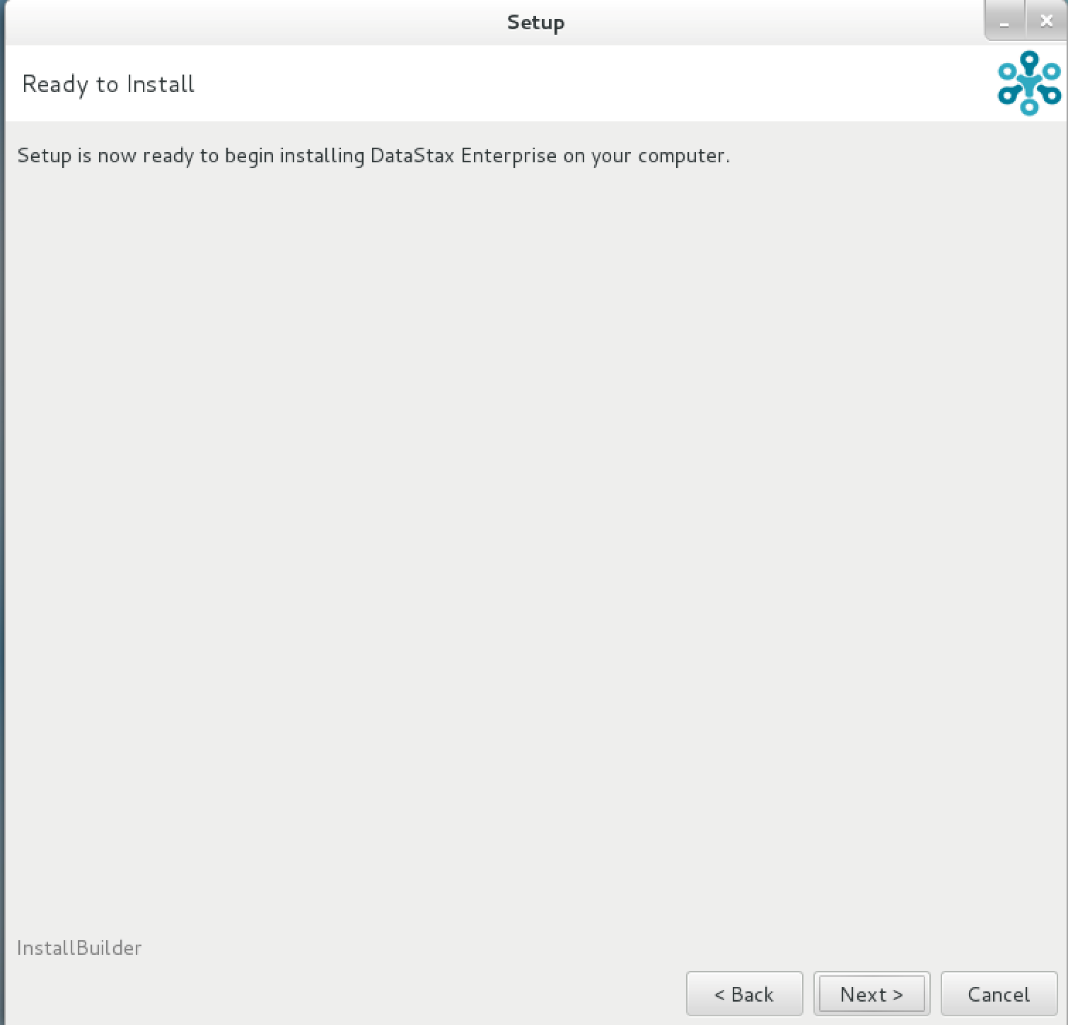 Setup
Ready to Install
Setup is now ready to begin installing DataStax Enterprise on your computer.
InstallBuilder
< Back
Next >
Cancel